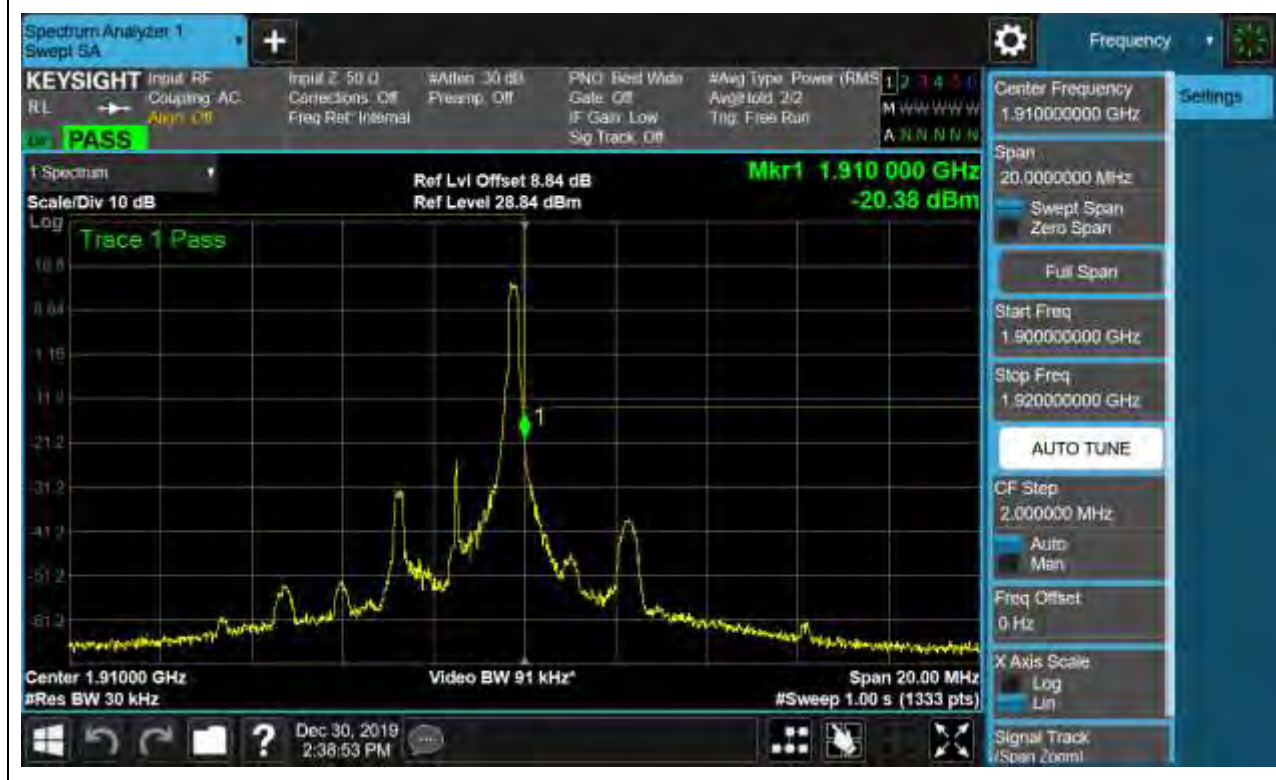 Spectrum Analyzer 1
Swept SA
+
Frequency
KEYSIGHT
Input: RF
Input Z: 50 Ω
#Atten: 30 dB
PNO: Best Wide
#Avg Type: Power (RMS
1 2 3 4 5 6
RL
Coupling: AC
Corrections: Off
Preamp: Off
Gate: Off
Avg|Hold: 2/2
M W W W W W
Align: Off
Freq Ref: Internal
IF Gain: Low
Trig: Free Run
Sig Track: Off
A N N N N N
PASS
1 Spectrum
Scale/Div 10 dB
Ref Lvl Offset 8.84 dB
Ref Level 28.84 dBm
Mkr1 1.910 000 GHz
-20.38 dBm
Log
Trace 1 Pass
18.8
8.84
-1.16
-11.2
-21.2
-31.2
-41.2
-51.2
-61.2
1
Center 1.91000 GHz
Video BW 91 kHz*
Span 20.00 MHz
#Res BW 30 kHz
#Sweep 1.00 s (1333 pts)
Center Frequency
1.910000000 GHz
Settings
Span
20.0000000 MHz
Swept Span
Zero Span
Full Span
Start Freq
1.900000000 GHz
Stop Freq
1.920000000 GHz
AUTO TUNE
CF Step
2.000000 MHz
Auto
Man
Freq Offset
0 Hz
X Axis Scale
Log
Lin
Signal Track
(Span Zoom)
?
Dec 30, 2019
2:38:53 PM